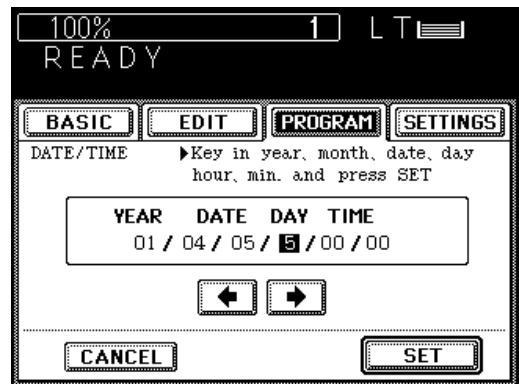 100% 1 LT
READY
BASIC EDIT PROGRAM SETTINGS
DATE/TIME ▶Key in year, month, date, day
hour, min. and press SET
YEAR DATE DAY TIME
01 / 04 / 05 / 5 / 00 / 00
CANCEL SET